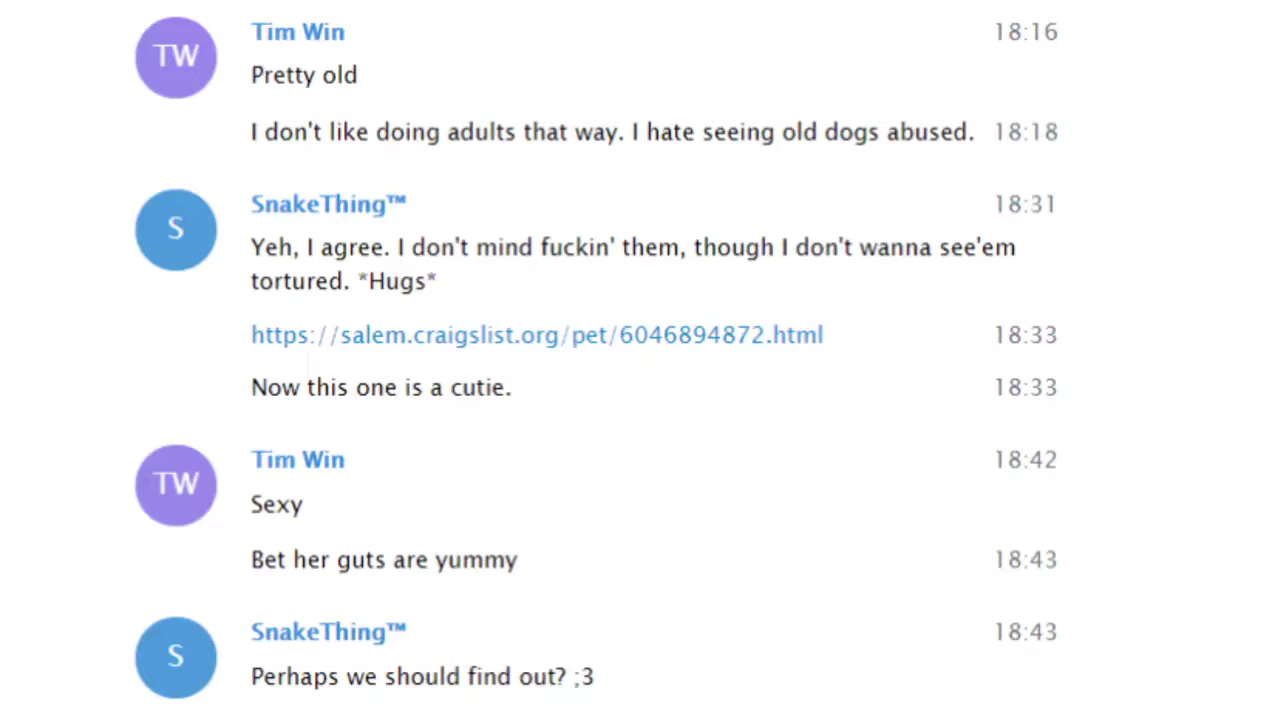 Tim Win 18:16
TW
Pretty old
I don't like doing adults that way. I hate seeing old dogs abused. 18:18
SnakeThing™ 18:31
S
Yeh, I agree. I don't mind fuckin' them, though I don't wanna see'em
tortured. *Hugs*
https://salem.craigslist.org/pet/6046894872.html 18:33
Now this one is a cutie. 18:33
Tim Win 18:42
TW
Sexy
Bet her guts are yummy 18:43
SnakeThing™ 18:43
S
Perhaps we should find out? ;3